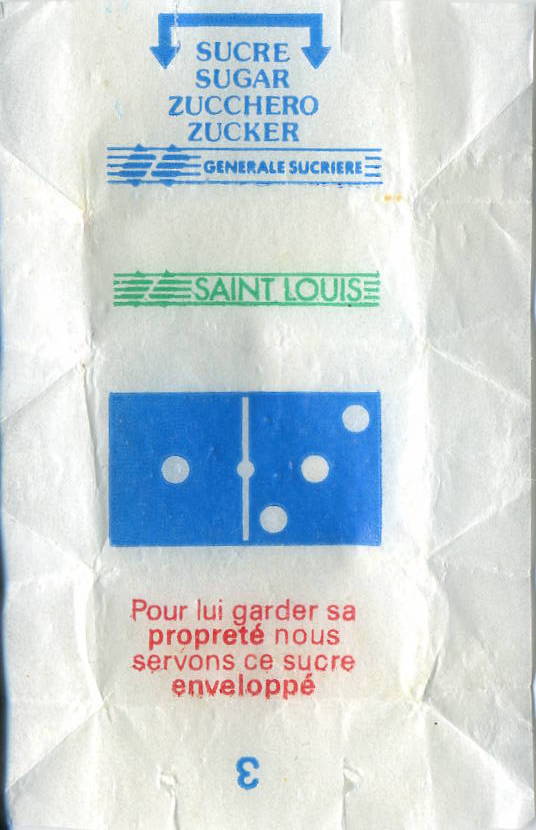 SUCRE
SUGAR
ZUCCHERO
ZUCKER
GENERALE SUCRIERE
SAINT LOUIS
Pour lui garder sa
propreté nous
servons ce sucre
enveloppé
3